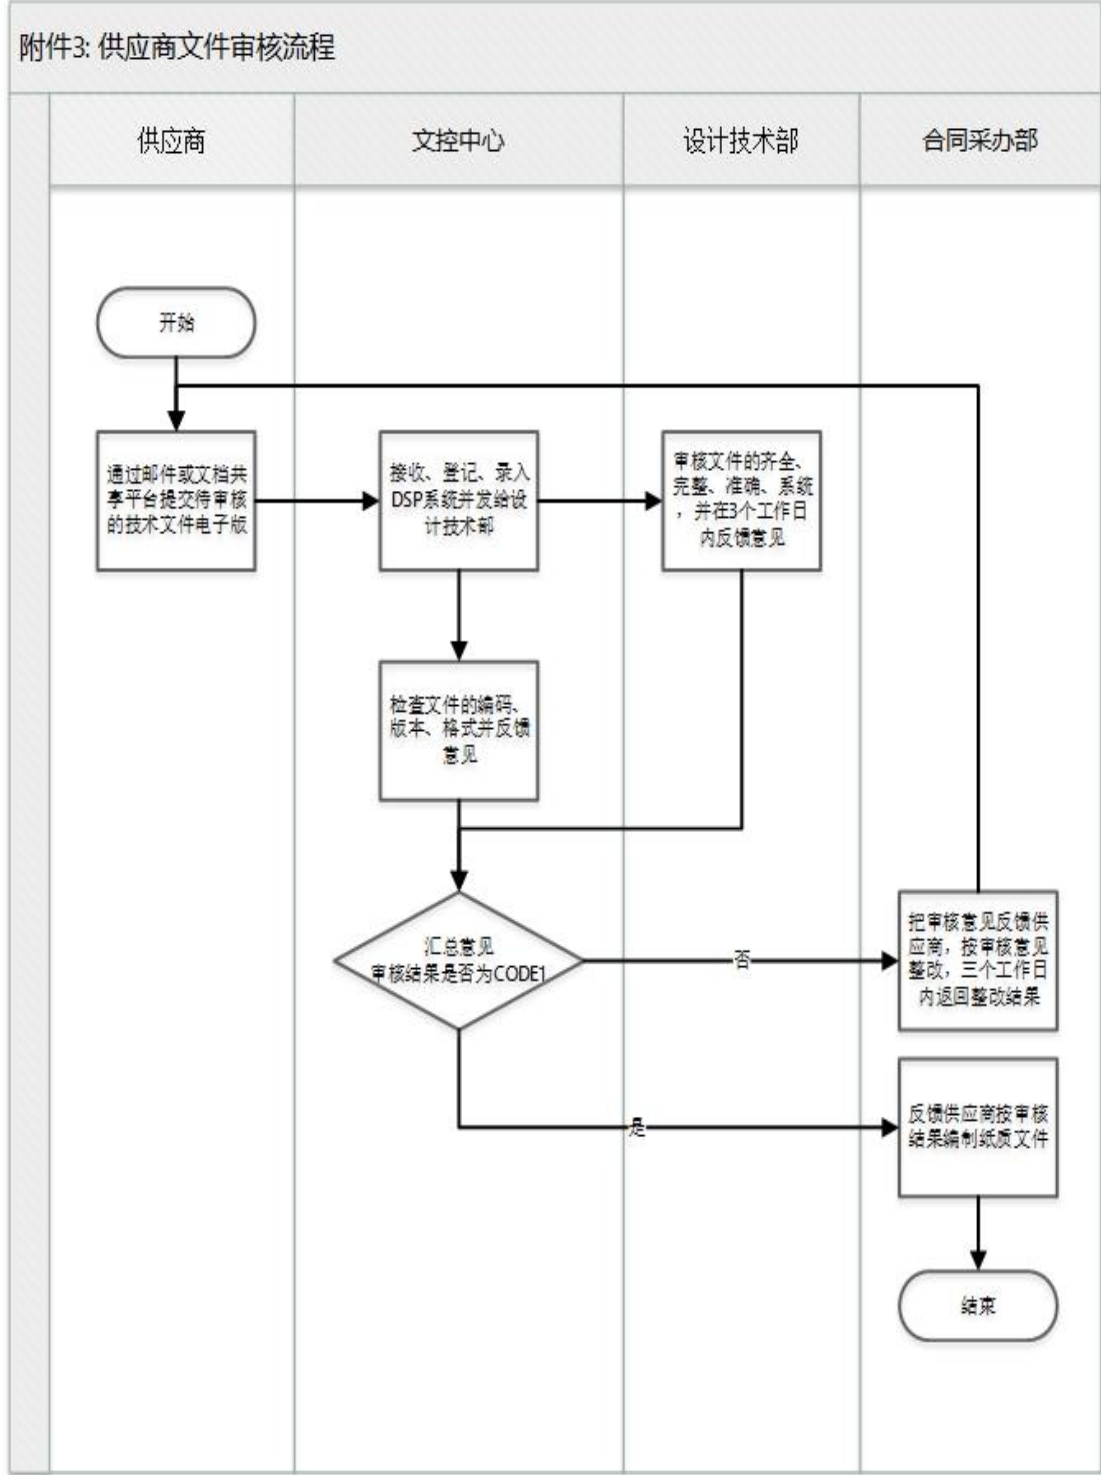 附件3: 供应商文件审核流程
供应商
文控中心
设计技术部
合同采办部
开始
通过邮件或文档共
享平台提交待审核
的技术文件电子版
接收、登记、录入
DSP系统并发给设
计技术部
审核文件的齐全、
完整、准确、系统
，并在3个工作日
内反馈意见
检查文件的编码、
版本、格式并反馈
意见
汇总意见
审核结果是否为CODE1
否
把审核意见反馈供
应商，按审核意见
整改，三个工作日
内返回整改结果
是
反馈供应商按审核
结果编制纸质文件
结束